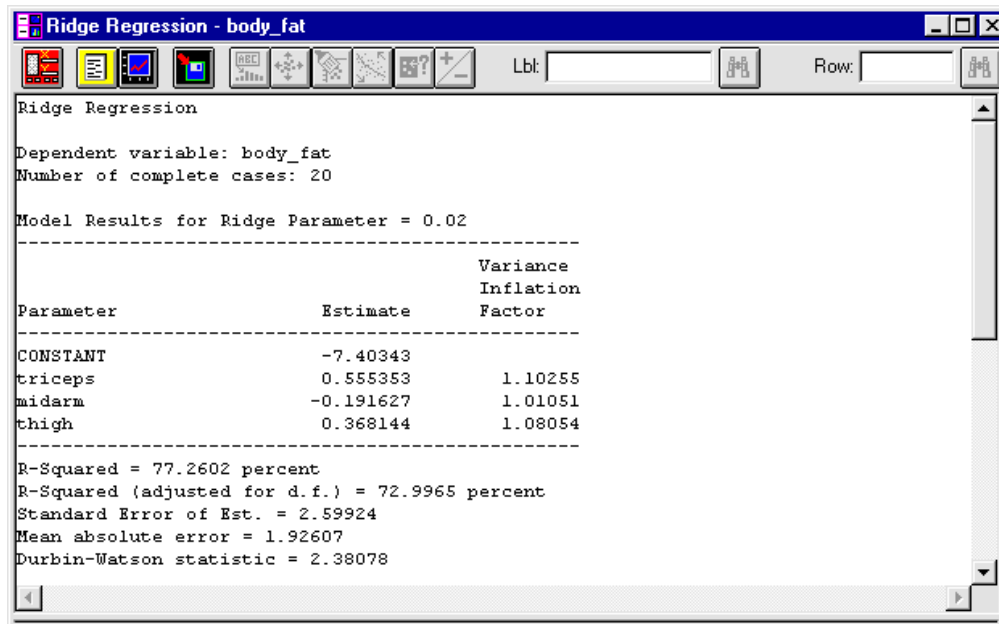 Ridge Regression - body_fat
ABC Lbl: Row:
Ridge Regression
Dependent variable: body_fat
Number of complete cases: 20
Model Results for Ridge Parameter = 0.02
-------------------------------------------------
Variance
Inflation
Parameter Estimate Factor
-------------------------------------------------
CONSTANT -7.40343
triceps 0.555353 1.10255
midarm -0.191627 1.01051
thigh 0.368144 1.08054
-------------------------------------------------
R-Squared = 77.2602 percent
R-Squared (adjusted for d.f.) = 72.9965 percent
Standard Error of Est. = 2.59924
Mean absolute error = 1.92607
Durbin-Watson statistic = 2.38078